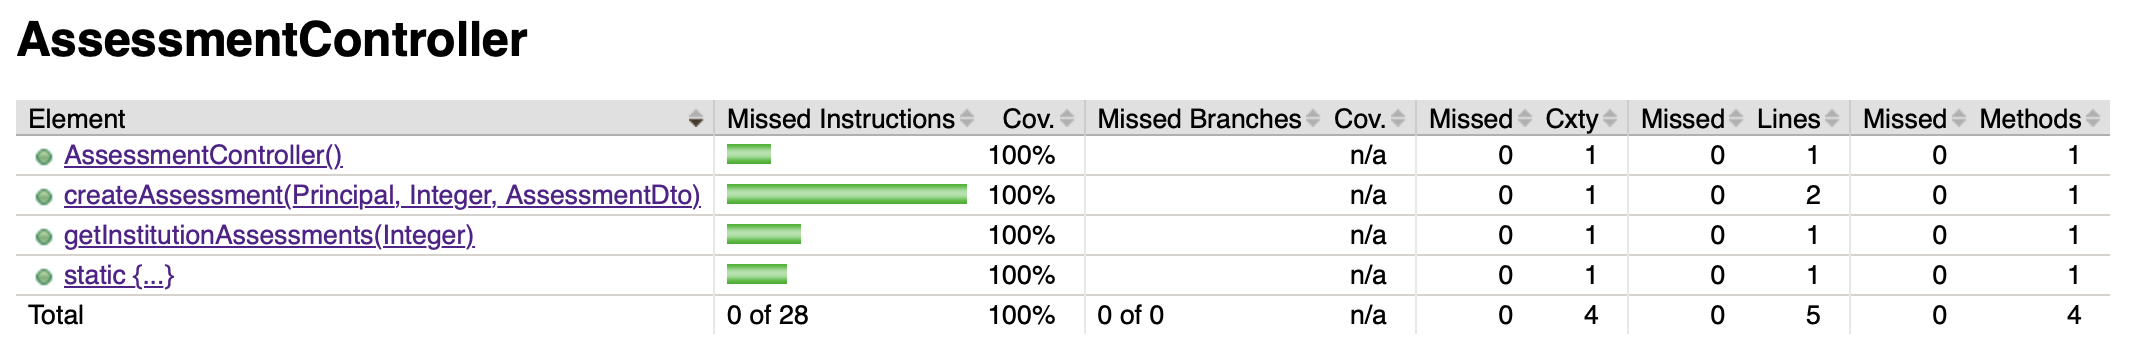 AssessmentController
Element Missed Instructions Cov. Missed Branches Cov. Missed Cxty Missed Lines Missed Methods
AssessmentController() 100% n/a 0 1 0 1 0 1
createAssessment(Principal, Integer, AssessmentDto) 100% n/a 0 1 0 2 0 1
getInstitutionAssessments(Integer) 100% n/a 0 1 0 1 0 1
static {...} 100% n/a 0 1 0 1 0 1
Total 0 of 28 100% 0 of 0 n/a 0 4 0 5 0 4